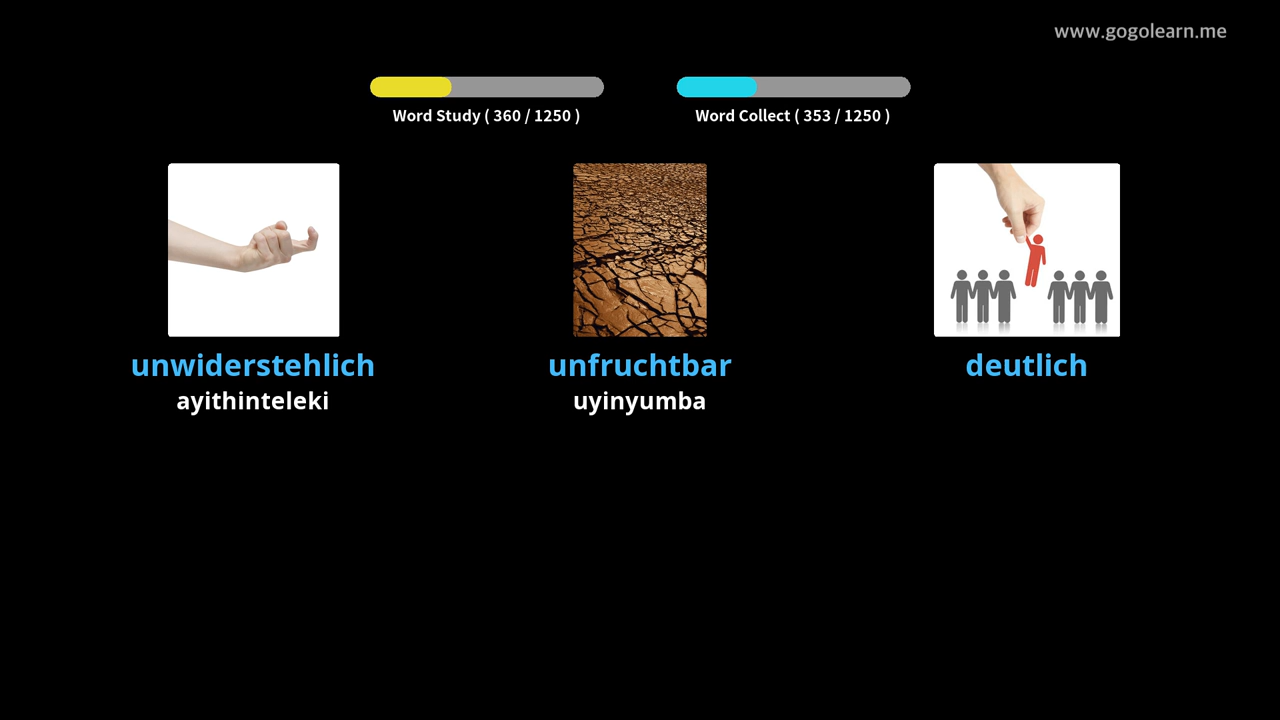 www.gogolearn.me
Word Study ( 360 / 1250 )
Word Collect ( 353 / 1250 )
unwiderstehlich
ayithinteleki
unfruchtbar
uyinyumba
deutlich